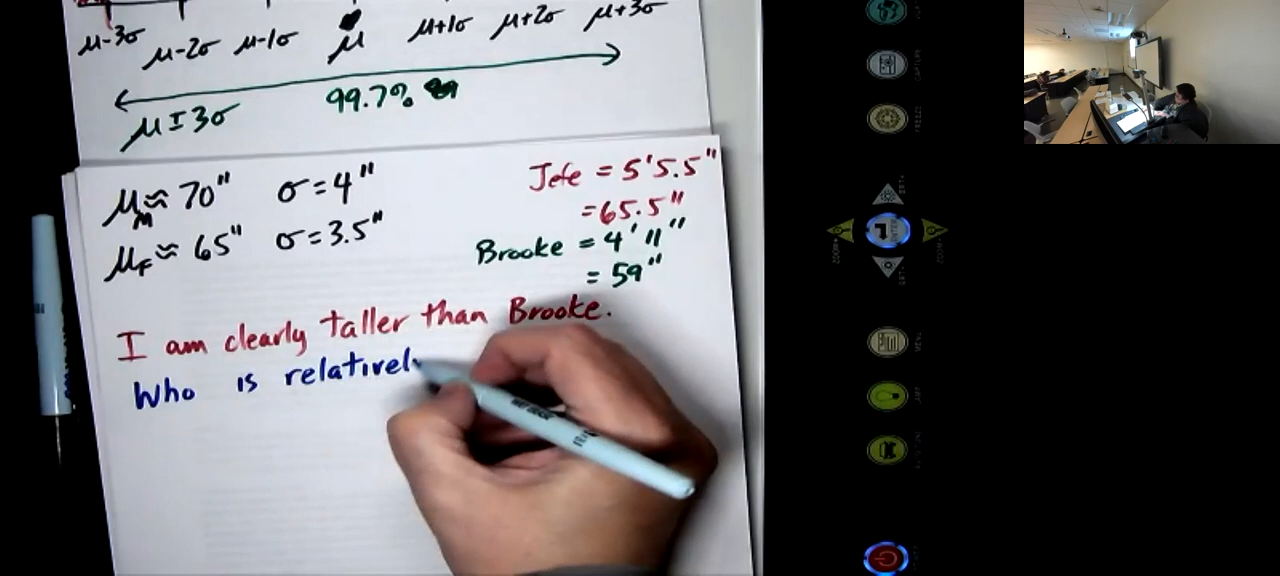 μ-3σ μ-2σ μ-1σ μ μ+1σ μ+2σ μ+3σ
μ±3σ 99.7%
μM ≈ 70" σ = 4"
μF ≈ 65" σ = 3.5"
Jefe = 5'5.5"
= 65.5"
Brooke = 4'11"
= 59"
I am clearly taller than Brooke.
Who is relativel